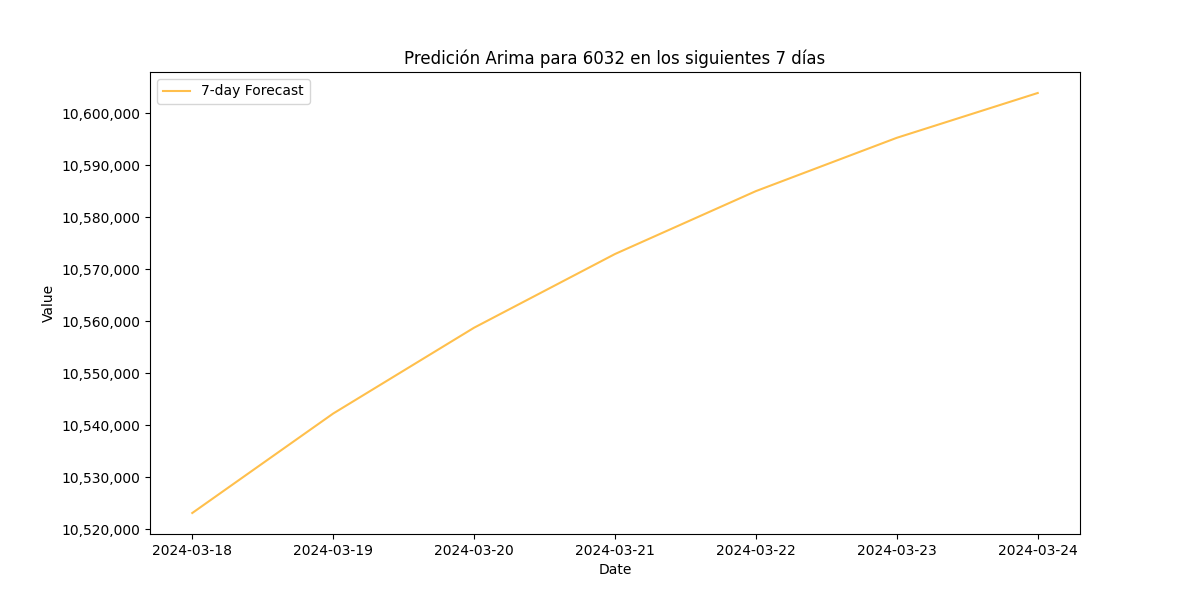 Predición Arima para 6032 en los siguientes 7 días
7-day Forecast
10,600,000
10,590,000
10,580,000
10,570,000
10,560,000
10,550,000
10,540,000
10,530,000
10,520,000
Value
2024-03-18 2024-03-19 2024-03-20 2024-03-21 2024-03-22 2024-03-23 2024-03-24
Date